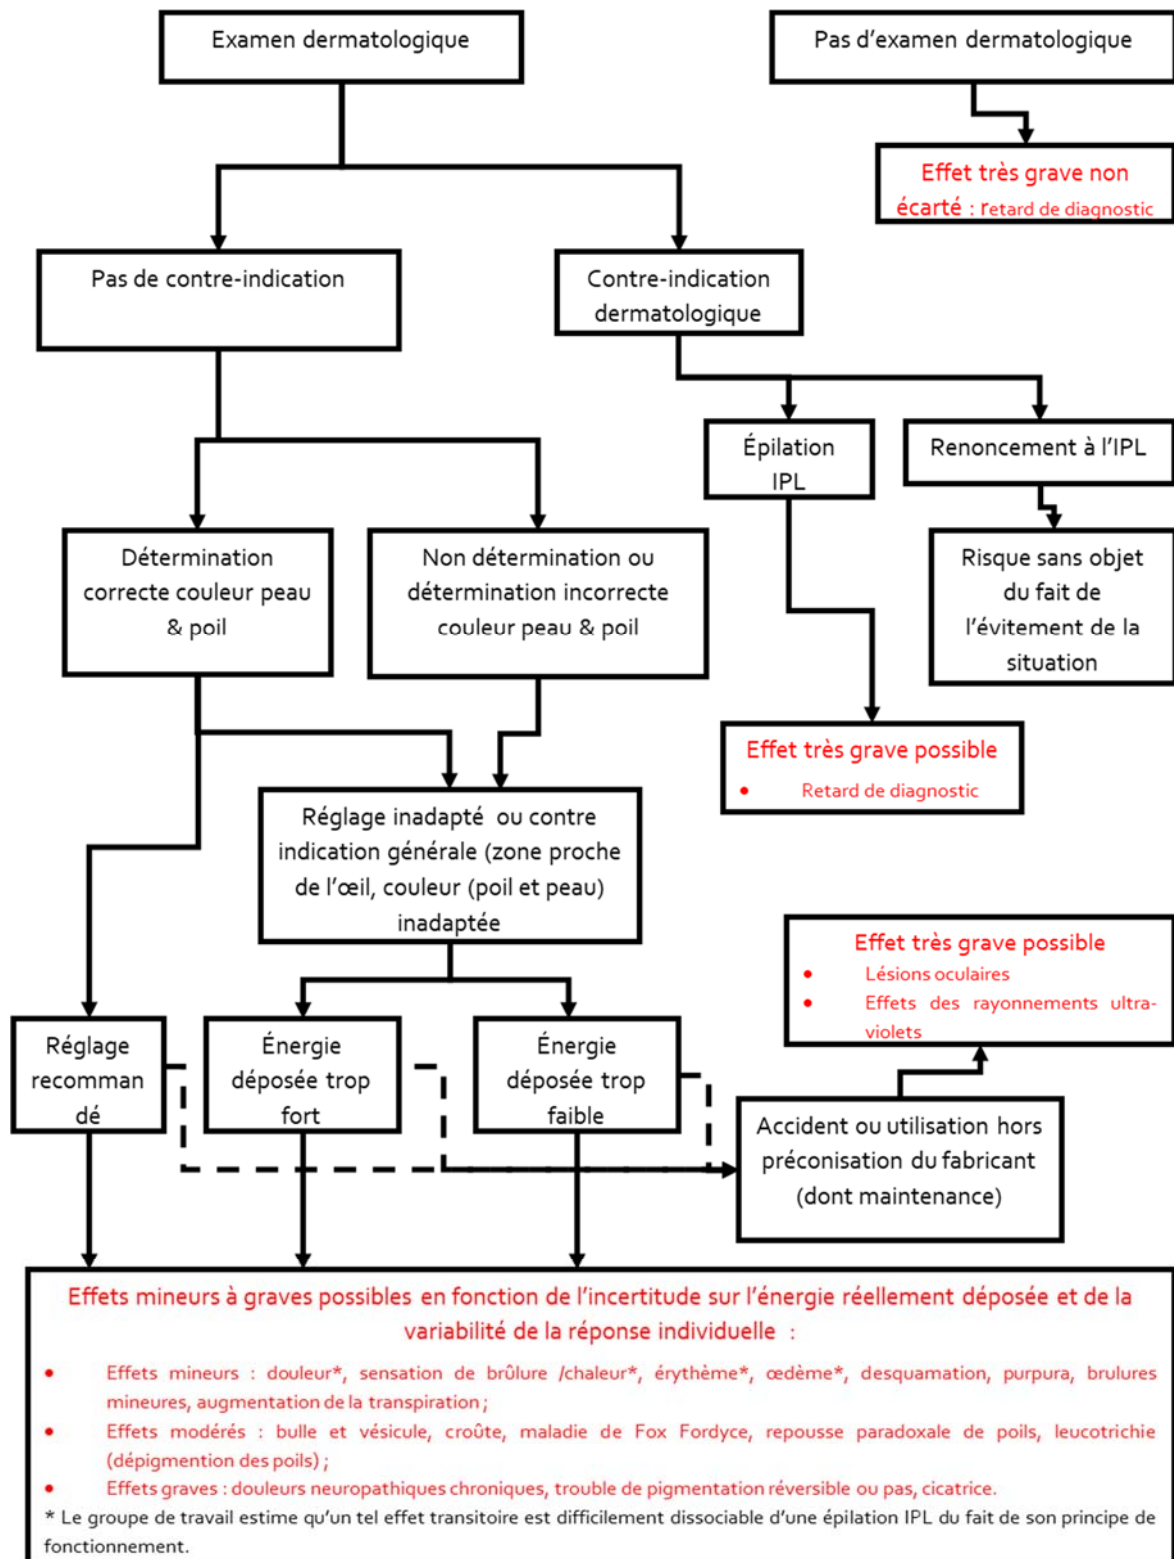 Examen dermatologique
Pas d'examen dermatologique
Effet très grave non
écarté : retard de diagnostic
Pas de contre-indication
Contre-indication
dermatologique
Épilation
IPL
Renoncement à l'IPL
Détermination
correcte couleur peau
& poil
Non détermination ou
détermination incorrecte
couleur peau & poil
Risque sans objet
du fait de
l'évitement de la
situation
Effet très grave possible
• Retard de diagnostic
Réglage inadapté ou contre
indication générale (zone proche
de l'œil, couleur (poil et peau)
inadaptée
Effet très grave possible
• Lésions oculaires
• Effets des rayonnements ultra-
violets
Réglage
recomman
dé
Énergie
déposée trop
fort
Énergie
déposée trop
faible
Accident ou utilisation hors
préconisation du fabricant
(dont maintenance)
Effets mineurs à graves possibles en fonction de l'incertitude sur l'énergie réellement déposée et de la
variabilité de la réponse individuelle :
• Effets mineurs : douleur*, sensation de brûlure /chaleur*, érythème*, œdème*, desquamation, purpura, brulures
mineures, augmentation de la transpiration ;
• Effets modérés : bulle et vésicule, croûte, maladie de Fox Fordyce, repousse paradoxale de poils, leucotrichie
(dépigmention des poils) ;
• Effets graves : douleurs neuropathiques chroniques, trouble de pigmentation réversible ou pas, cicatrice.
* Le groupe de travail estime qu'un tel effet transitoire est difficilement dissociable d'une épilation IPL du fait de son principe de
fonctionnement.